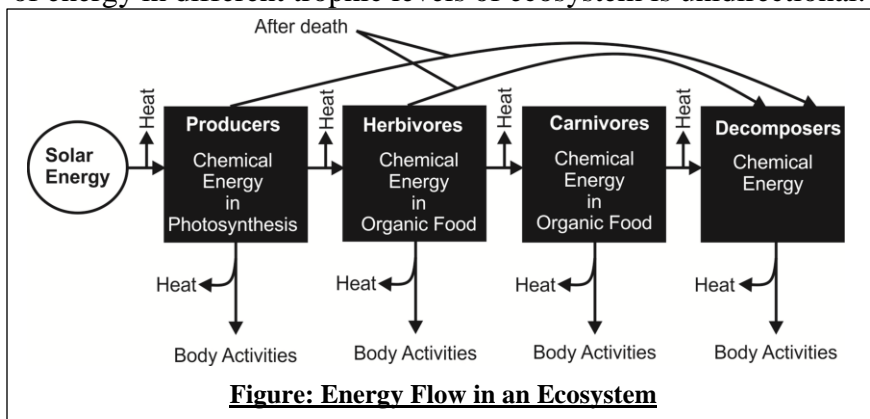 of energy in different trophic levels of ecosystem is unidirectional.
After death
Heat
Heat
Heat
Heat
Solar
Energy
Producers
Chemical
Energy
in
Photosynthesis
Herbivores
Chemical
Energy
in
Organic Food
Carnivores
Chemical
Energy
in
Organic Food
Decomposers
Chemical
Energy
Heat
Heat
Heat
Heat
Body Activities
Body Activities
Body Activities
Body Activities
Figure: Energy Flow in an Ecosystem